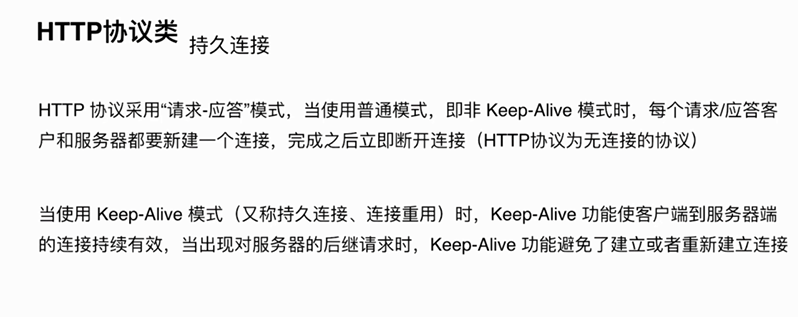 HTTP协议类 持久连接
HTTP 协议采用“请求-应答”模式，当使用普通模式，即非 Keep-Alive 模式时，每个请求/应答客
户和服务器都要新建一个连接，完成之后立即断开连接（HTTP协议为无连接的协议）
当使用 Keep-Alive 模式（又称持久连接、连接重用）时，Keep-Alive 功能使客户端到服务器端
的连接持续有效，当出现对服务器的后继请求时，Keep-Alive 功能避免了建立或者重新建立连接